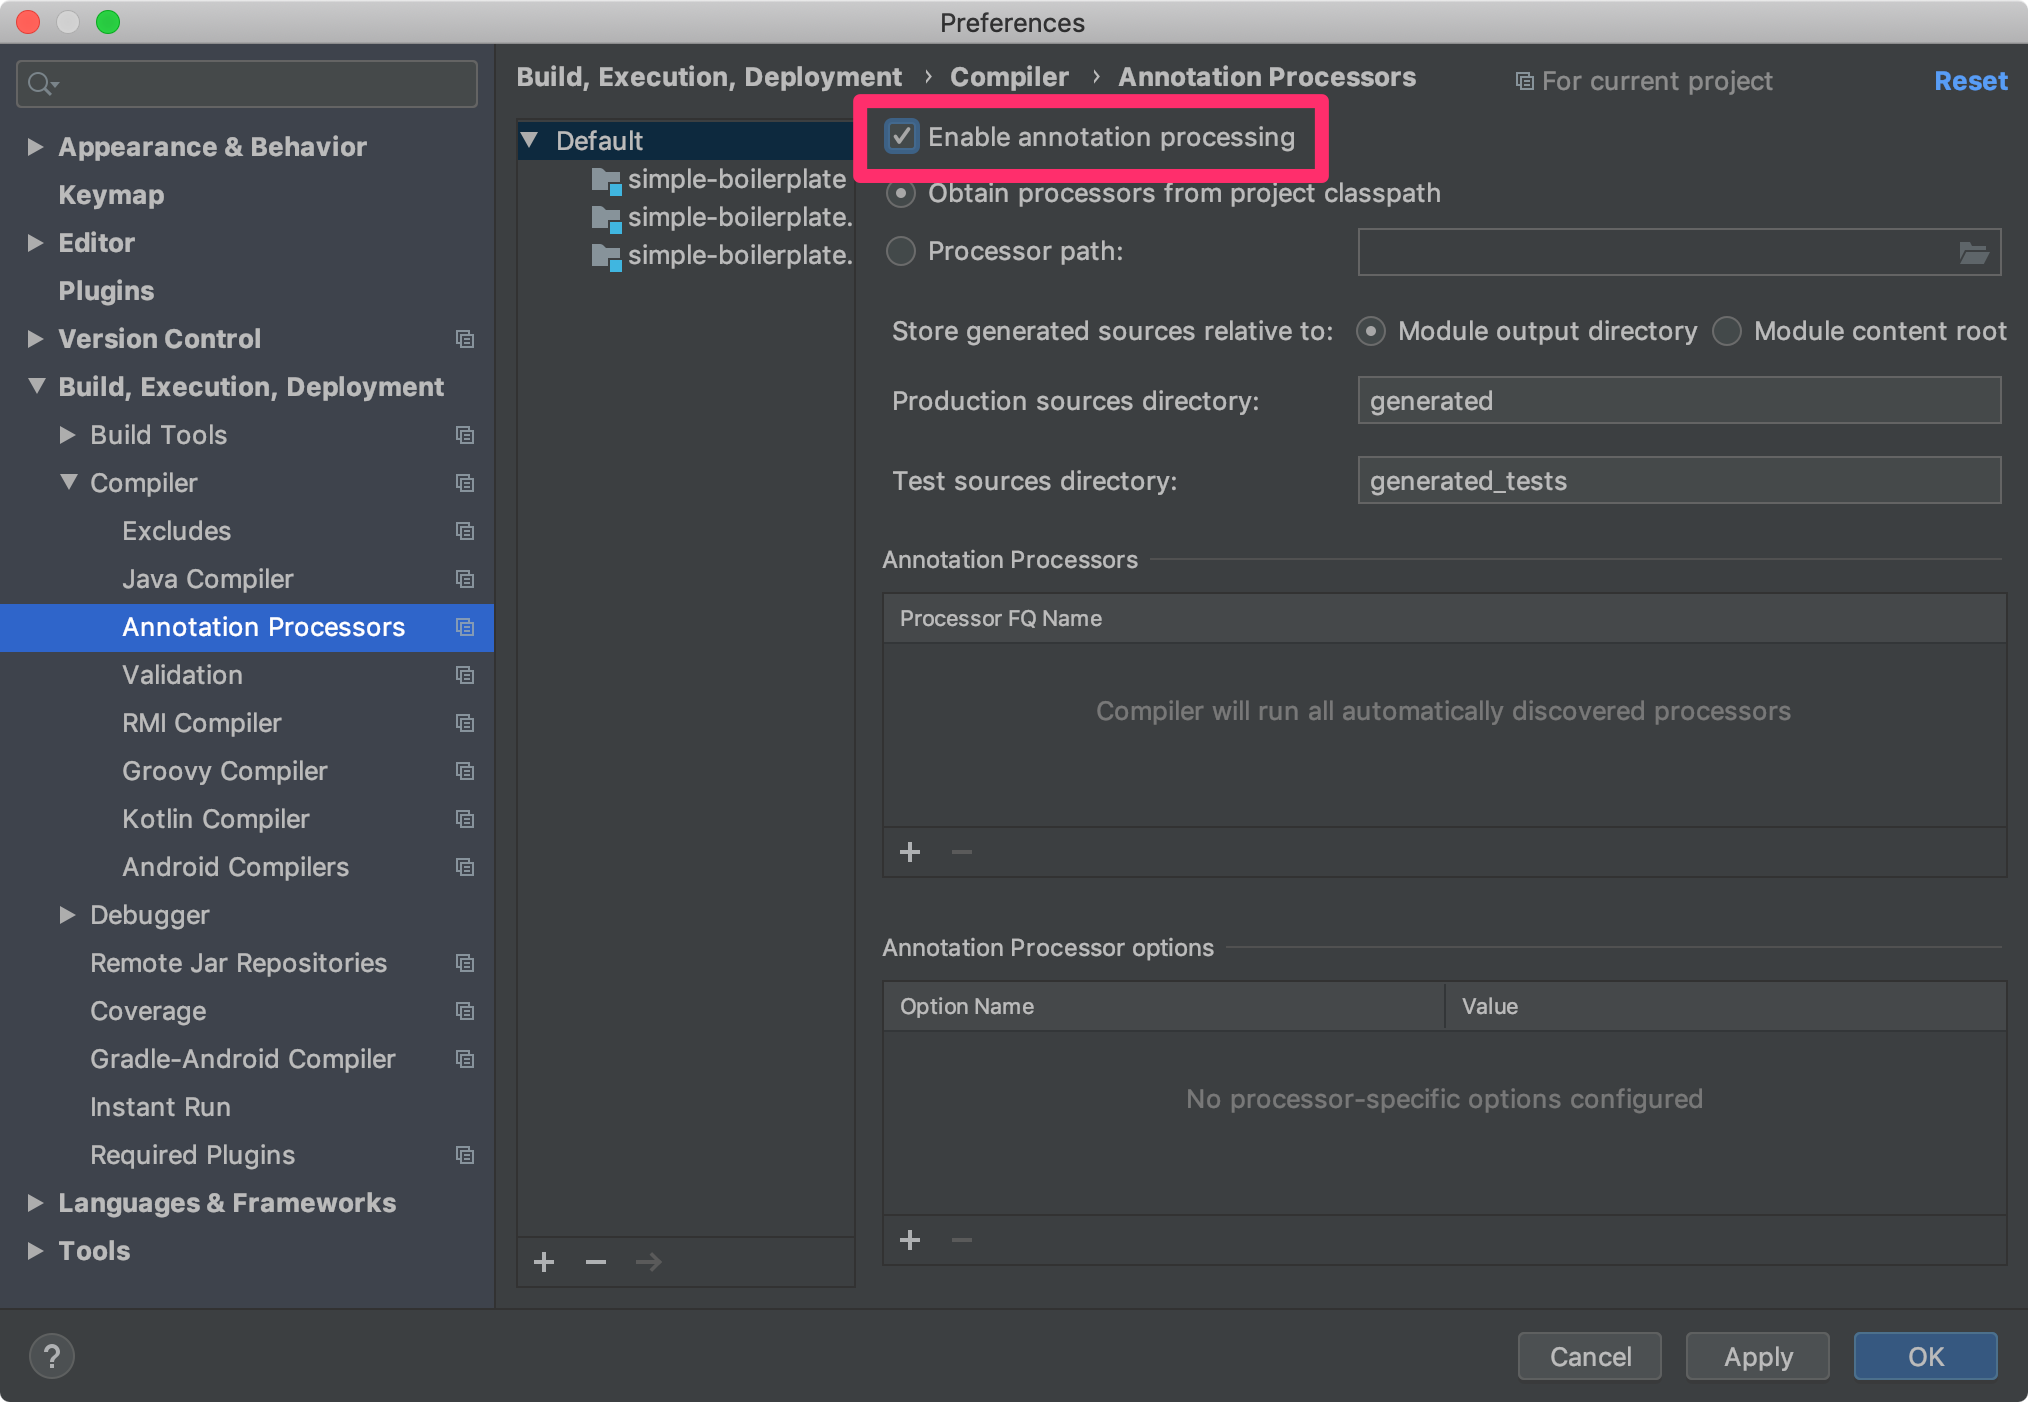 Preferences
Build, Execution, Deployment › Compiler › Annotation Processors
For current project
Reset
Appearance & Behavior
Keymap
Editor
Plugins
Version Control
Build, Execution, Deployment
Build Tools
Compiler
Excludes
Java Compiler
Annotation Processors
Validation
RMI Compiler
Groovy Compiler
Kotlin Compiler
Android Compilers
Debugger
Remote Jar Repositories
Coverage
Gradle-Android Compiler
Instant Run
Required Plugins
Languages & Frameworks
Tools
Default
simple-boilerplate
simple-boilerplate.
simple-boilerplate.
Enable annotation processing
Obtain processors from project classpath
Processor path:
Store generated sources relative to: Module output directory Module content root
Production sources directory: generated
Test sources directory: generated_tests
Annotation Processors
Processor FQ Name
Compiler will run all automatically discovered processors
Annotation Processor options
Option Name Value
No processor-specific options configured
? Cancel Apply OK